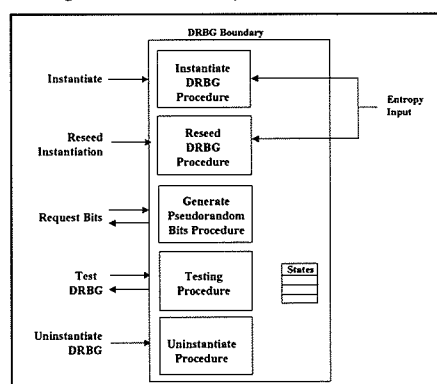 DRBG Boundary
Instantiate
Instantiate
DRBG
Procedure
Entropy
Input
Reseed
Instantiation
Reseed
DRBG
Procedure
Request Bits
Generate
Pseudorandom
Bits Procedure
Test
DRBG
Testing
Procedure
States
Uninstantiate
DRBG
Uninstantiate
Procedure